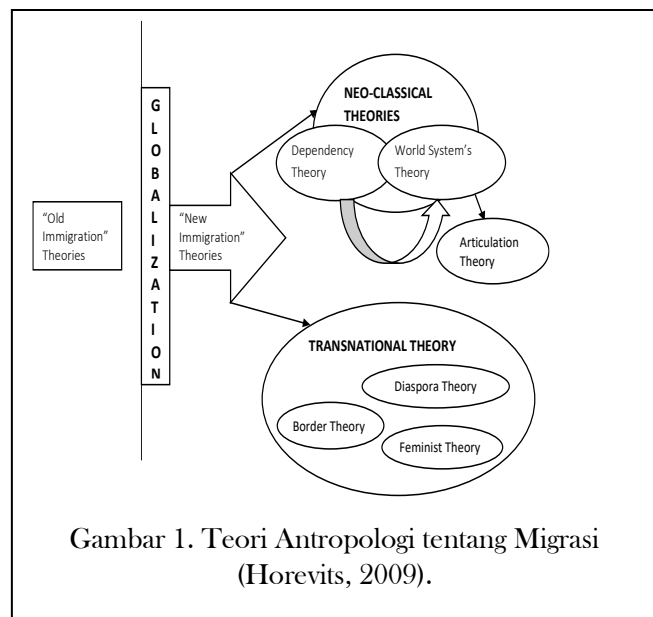 G
L
O
B
A
L
I
Z
A
T
I
O
N
"Old
Immigration"
Theories
"New
Immigration"
Theories
NEO-CLASSICAL
THEORIES
Dependency
Theory
World System's
Theory
Articulation
Theory
TRANSNATIONAL THEORY
Diaspora Theory
Border Theory
Feminist Theory
Gambar 1. Teori Antropologi tentang Migrasi
(Horevits, 2009).